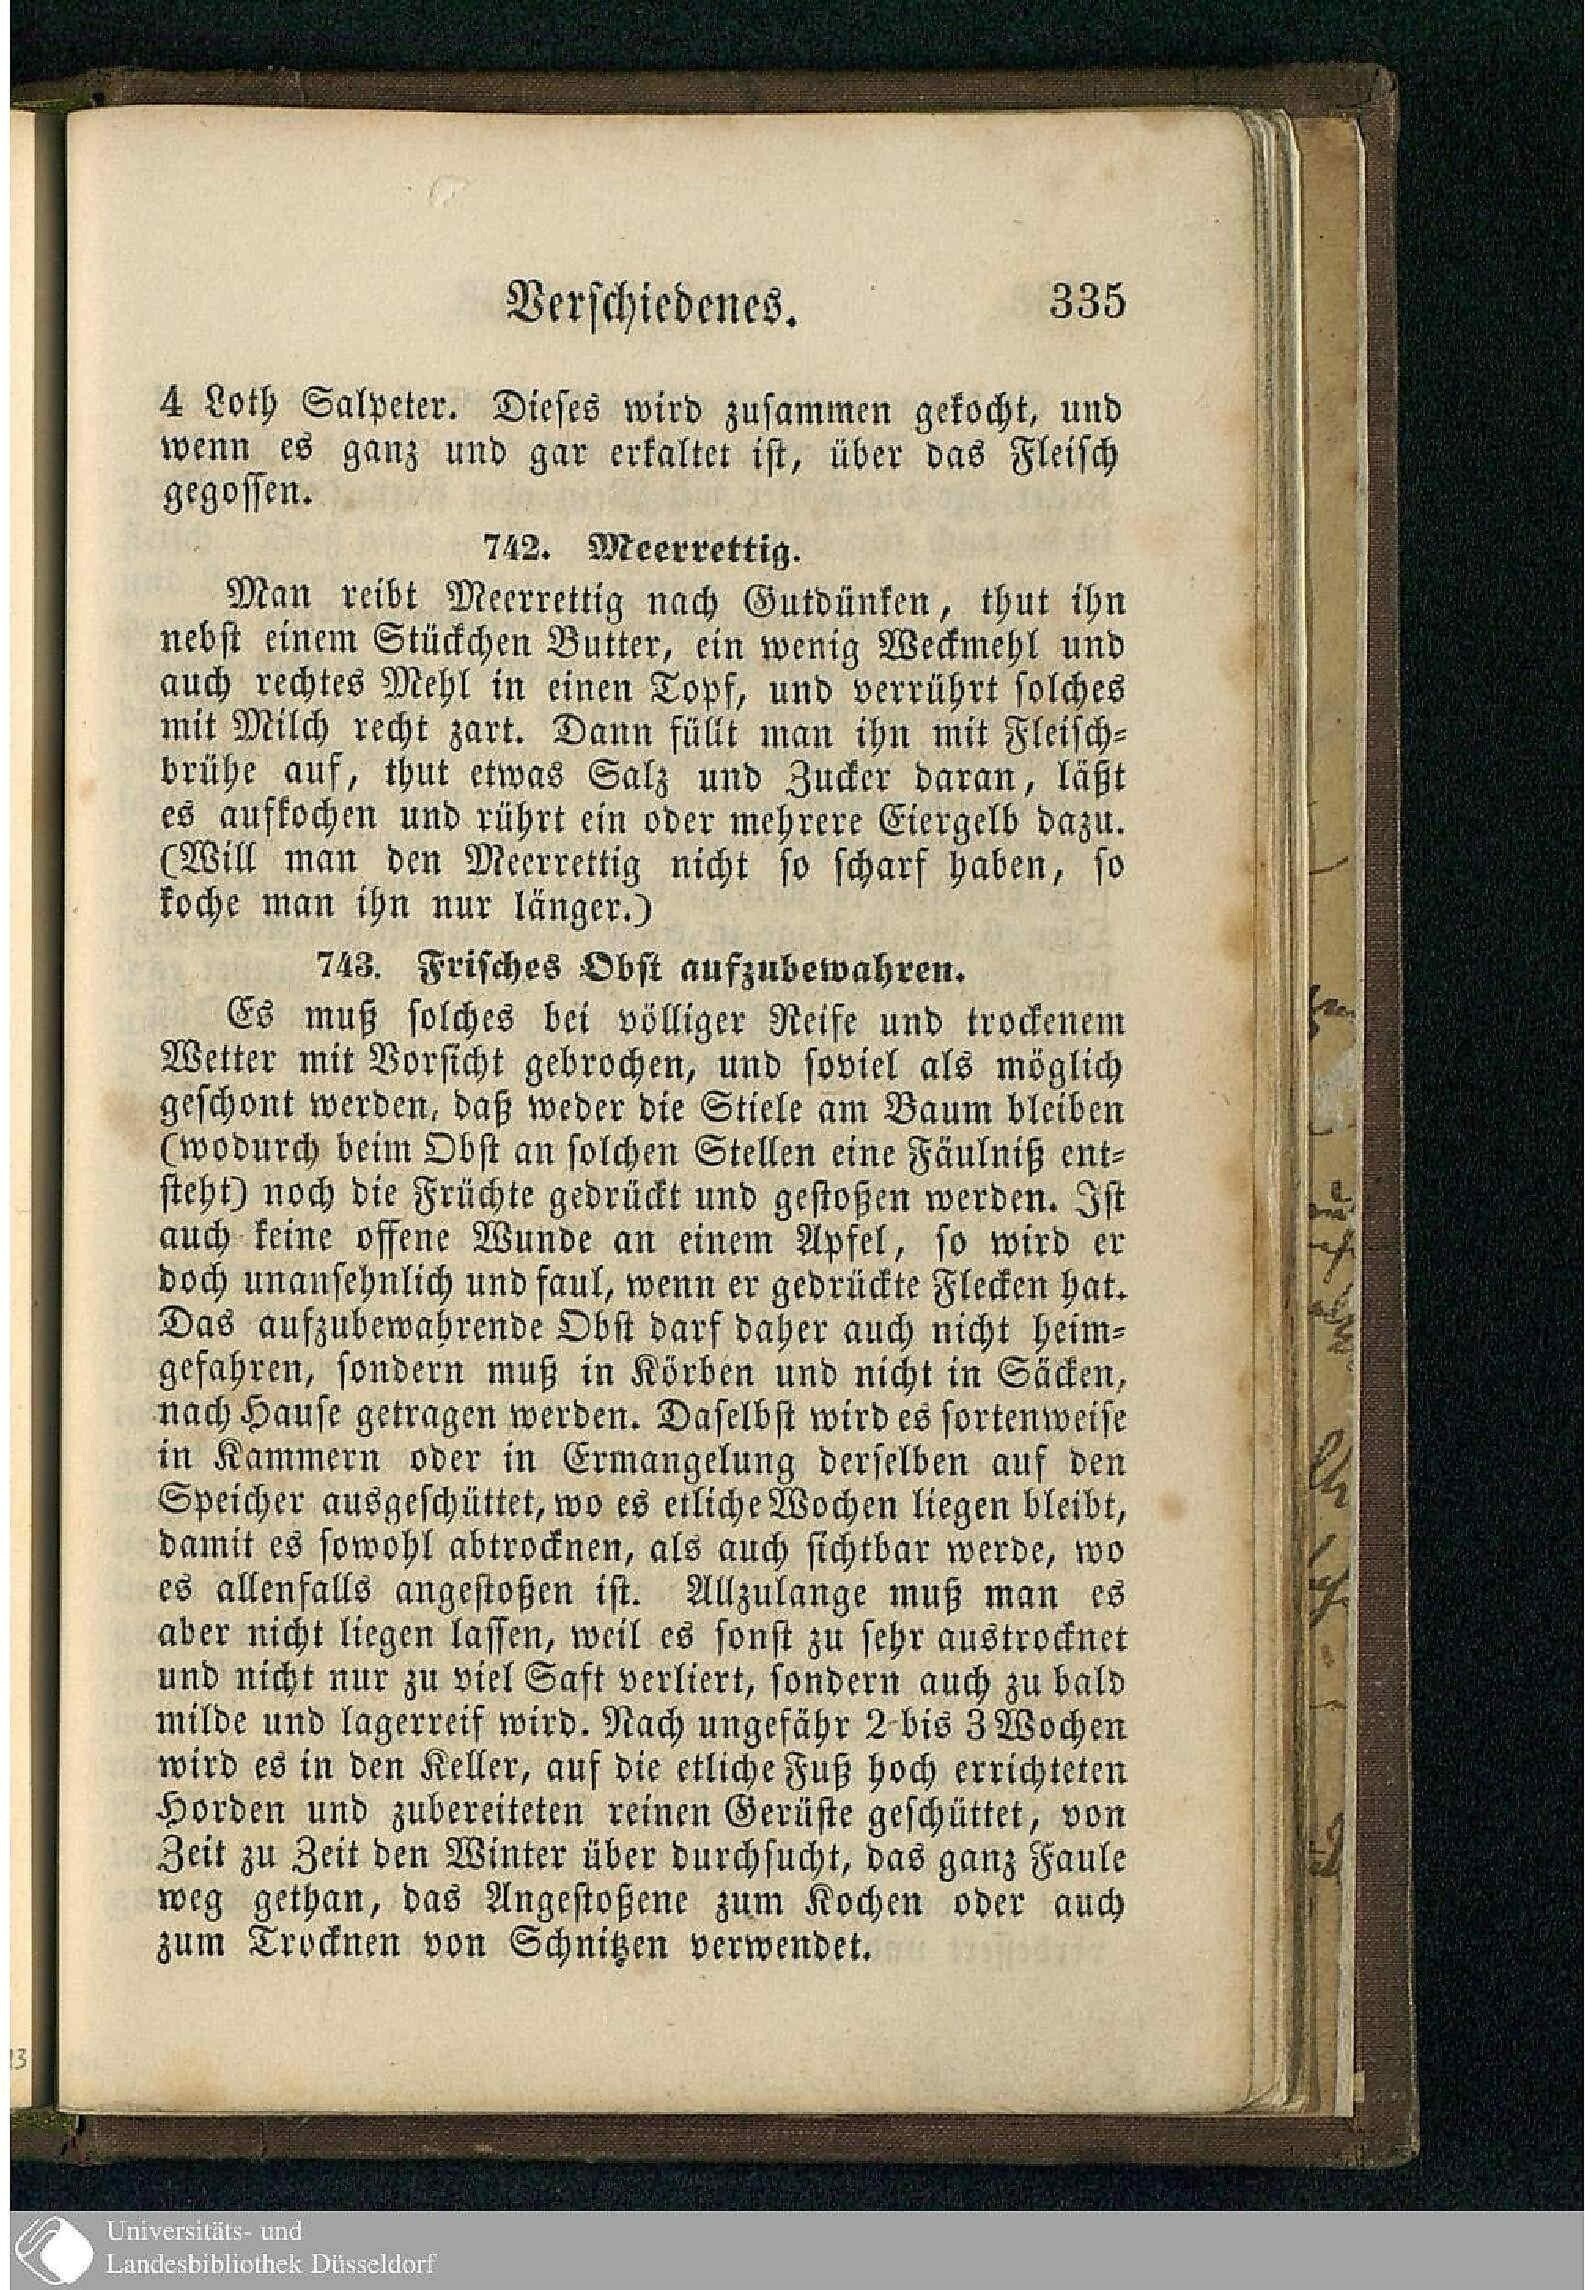 Verschiedenes. 335
4 Loth Salpeter. Dieses wird zusammen gekocht, und
wenn es ganz und gar erkaltet ist, über das Fleisch
gegossen.
742. Meerrettig.
Man reibt Meerrettig nach Gutdünken, thut ihn
nebst einem Stückchen Butter, ein wenig Weckmehl und
auch rechtes Mehl in einen Topf, und verrührt solches
mit Milch recht zart. Dann füllt man ihn mit Fleisch-
brühe auf, thut etwas Salz und Zucker daran, läßt
es aufkochen und rührt ein oder mehrere Eiergelb dazu.
(Will man den Meerrettig nicht so scharf haben, so
koche man ihn nur länger.)
743. Frisches Obst aufzubewahren.
Es muß solches bei völliger Reife und trockenem
Wetter mit Vorsicht gebrochen, und soviel als möglich
geschont werden, daß weder die Stiele am Baum bleiben
(wodurch beim Obst an solchen Stellen eine Fäulniß ent-
steht) noch die Früchte gedrückt und gestoßen werden. Ist
auch keine offene Wunde an einem Apfel, so wird er
doch unansehnlich und faul, wenn er gedrückte Flecken hat.
Das aufzubewahrende Obst darf daher auch nicht heim-
gefahren, sondern muß in Körben und nicht in Säcken,
nach Hause getragen werden. Daselbst wird es sortenweise
in Kammern oder in Ermangelung derselben auf den
Speicher ausgeschüttet, wo es etliche Wochen liegen bleibt,
damit es sowohl abtrocknen, als auch sichtbar werde, wo
es allenfalls angestoßen ist. Allzulange muß man es
aber nicht liegen lassen, weil es sonst zu sehr austrocknet
und nicht nur zu viel Saft verliert, sondern auch zu bald
milde und lagerreif wird. Nach ungefähr 2 bis 3 Wochen
wird es in den Keller, auf die etliche Fuß hoch errichteten
Horden und zubereiteten reinen Gerüste geschüttet, von
Zeit zu Zeit den Winter über durchsucht, das ganz Faule
weg gethan, das Angestoßene zum Kochen oder auch
zum Trocknen von Schnitzen verwendet.
Universitäts- und
Landesbibliothek Düsseldorf